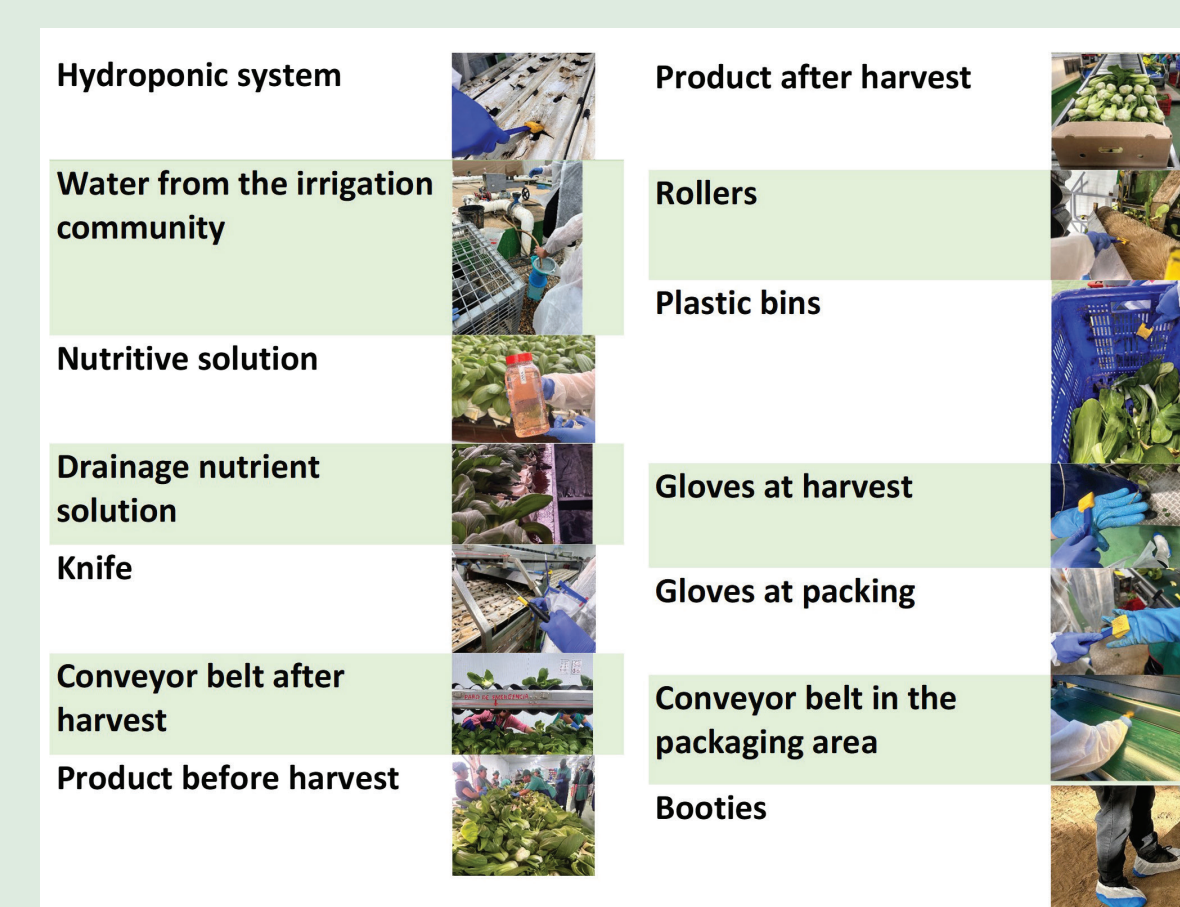 Hydroponic system
Water from the irrigation
community
Nutritive solution
Drainage nutrient
solution
Knife
Conveyor belt after
harvest
Product before harvest
Product after harvest
Rollers
Plastic bins
Gloves at harvest
Gloves at packing
Conveyor belt in the
packaging area
Booties